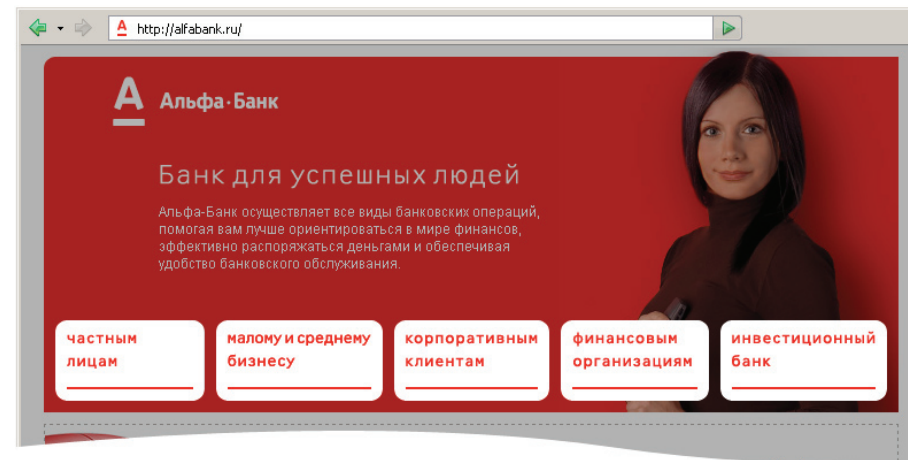 A http://alfabank.ru/
А Альфа·Банк
Банк для успешных людей
Альфа-Банк осуществляет все виды банковских операций,
помогая вам лучше ориентироваться в мире финансов,
эффективно распоряжаться деньгами и обеспечивая
удобство банковского обслуживания.
частным
лицам
малому и среднему
бизнесу
корпоративным
клиентам
финансовым
организациям
инвестиционный
банк